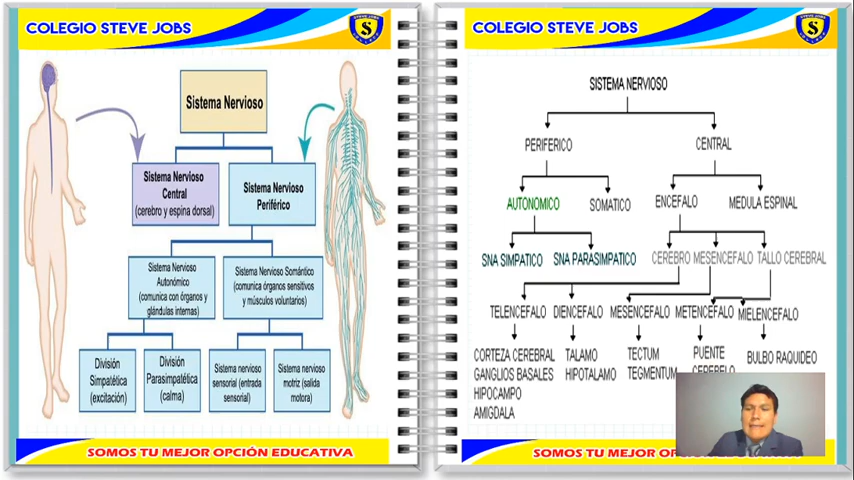 COLEGIO STEVE JOBS
Sistema Nervioso
Sistema Nervioso
Central
(cerebro y espina dorsal)
Sistema Nervioso
Periférico
Sistema Nervioso
Autonómico
(comunica con órganos y
glándulas internas)
Sistema Nervioso Somántico
(comunica órganos sensitivos
y músculos voluntarios)
División
Simpatética
(excitación)
División
Parasimpatética
(calma)
Sistema nervioso
sensorial (entrada
sensorial)
Sistema nervioso
motriz (salida
motora)
SOMOS TU MEJOR OPCIÓN EDUCATIVA
COLEGIO STEVE JOBS
SISTEMA NERVIOSO
PERIFERICO CENTRAL
AUTONOMICO SOMATICO ENCEFALO MEDULA ESPINAL
SNA SIMPATICO SNA PARASIMPATICO CEREBRO MESENCEFALO TALLO CEREBRAL
TELENCEFALO DIENCEFALO MESENCEFALO METENCEFALO MIELENCEFALO
CORTEZA CEREBRAL
GANGLIOS BASALES
HIPOCAMPO
AMIGDALA
TALAMO
HIPOTALAMO
TECTUM
TEGMENTUM
PUENTE
CEREBELO
BULBO RAQUIDEO
SOMOS TU MEJOR